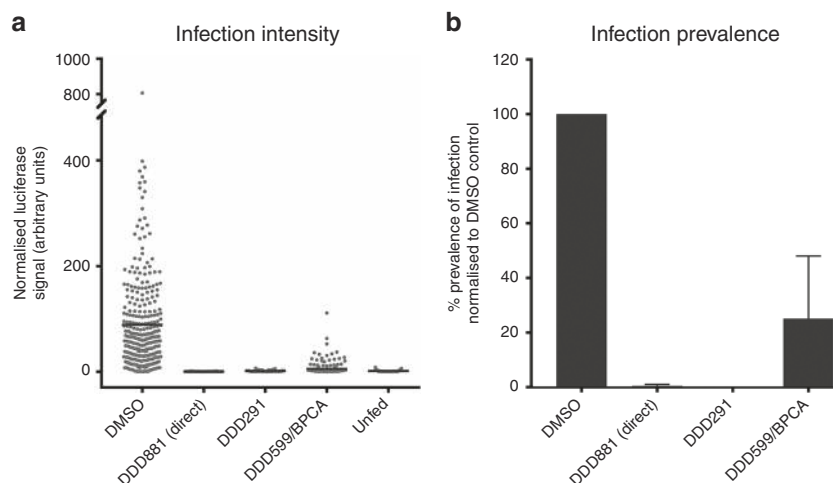 a
Infection intensity
1000
800
400
200
0
Normalised luciferase
signal (arbitrary units)
DMSO
DDD881 (direct)
DDD291
DDD599/BPCA
Unfed
b
Infection prevalence
120
100
80
60
40
20
0
% prevalence of infection
normalised to DMSO control
DMSO
DDD881 (direct)
DDD291
DDD599/BPCA